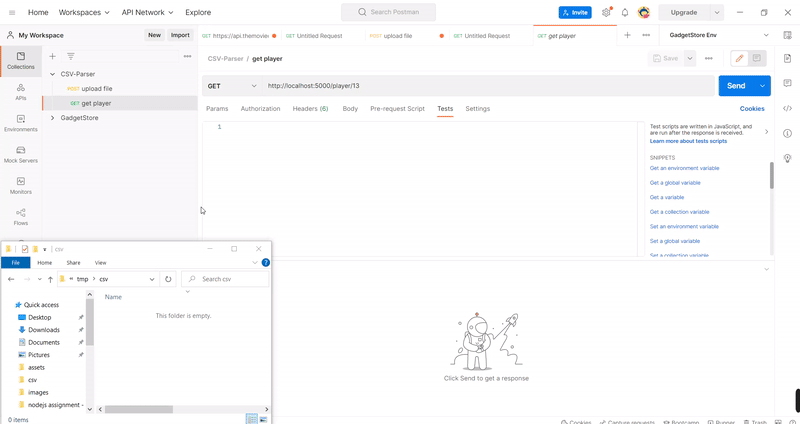 Home Workspaces API Network Explore Search Postman Invite Upgrade
My Workspace New Import https://api.themovie Untitled Request POST upload file Untitled Request GET get player GadgetStore Env
Collections
APIs
Environments
Mock Servers
Monitors
Flows
CSV-Parser
POST upload file
GET get player
GadgetStore
CSV-Parser / get player Save
GET http://localhost:5000/player/13 Send
Params Authorization Headers (6) Body Pre-request Script Tests Settings Cookies
1
Test scripts are written in JavaScript, and
are run after the response is received.
Learn more about tests scripts
SNIPPETS
Get an environment variable
Get a global variable
Get a variable
Get a collection variable
Set an environment variable
Set a global variable
Set a collection variable
Click Send to get a response
csv
File Home Share View
tmp csv Search csv
Name
This folder is empty.
Quick access
Desktop
Downloads
Documents
Pictures
assets
csv
images
nodejs assignment -
0 items
Cookies Capture requests Bootcamp Runner Trash